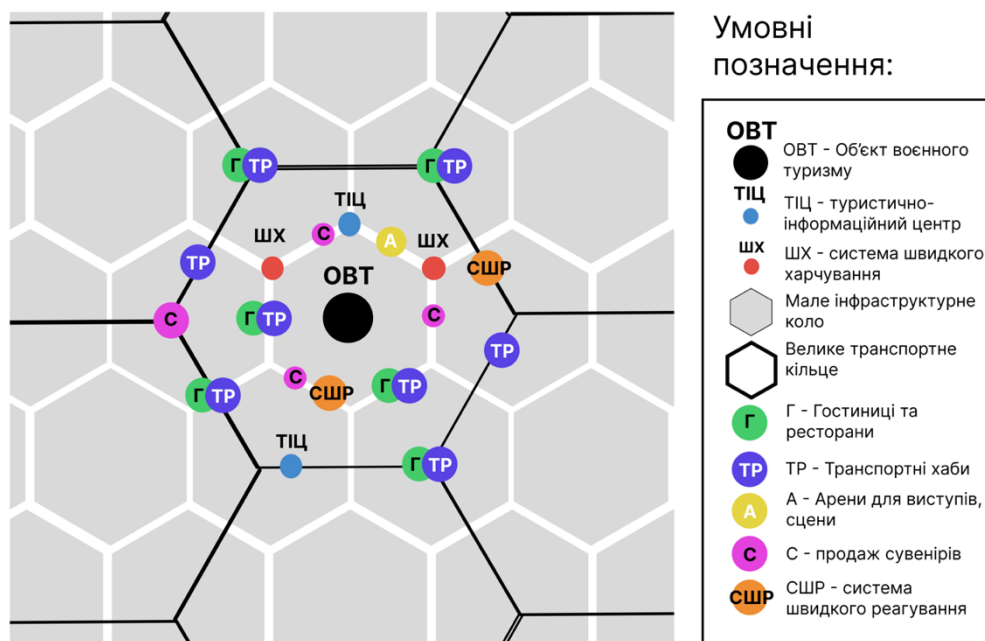 Умовні
позначення:
Г ТР
Г ТР
ТІЦ
С
А
ШХ
ШХ
ТР
СШР
ОВТ
С
Г ТР
С
ТР
С
СШР
Г ТР
Г ТР
ТІЦ
Г ТР
ОВТ
ОВТ - Об'єкт воєнного
туризму
ТІЦ
ТІЦ - туристично-
інформаційний центр
ШХ
ШХ - система швидкого
харчування
Мале інфраструктурне
коло
Велике транспортне
кільце
Г
Г - Гостиниці та
ресторани
ТР
ТР - Транспортні хаби
А
А - Арени для виступів,
сцени
С
С - продаж сувенірів
СШР
СШР - система
швидкого реагування